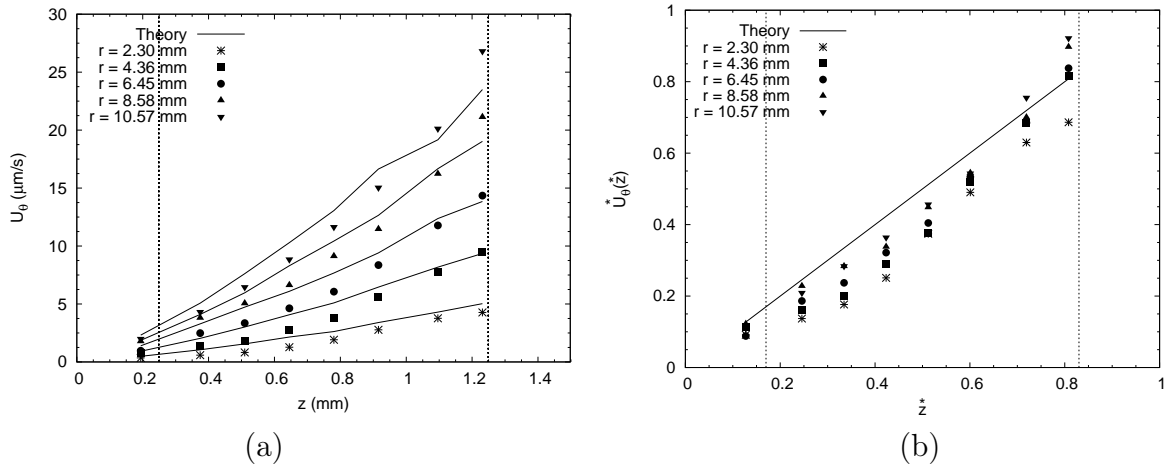 30
25
20
15
10
5
0
U_θ (μm/s)
0
0.2
0.4
0.6
0.8
1
1.2
1.4
z (mm)
Theory
r = 2.30 mm
r = 4.36 mm
r = 6.45 mm
r = 8.58 mm
r = 10.57 mm
(a)
1
0.8
0.6
0.4
0.2
0
U*_θ(z*)
0
0.2
0.4
0.6
0.8
1
z*
Theory
r = 2.30 mm
r = 4.36 mm
r = 6.45 mm
r = 8.58 mm
r = 10.57 mm
(b)